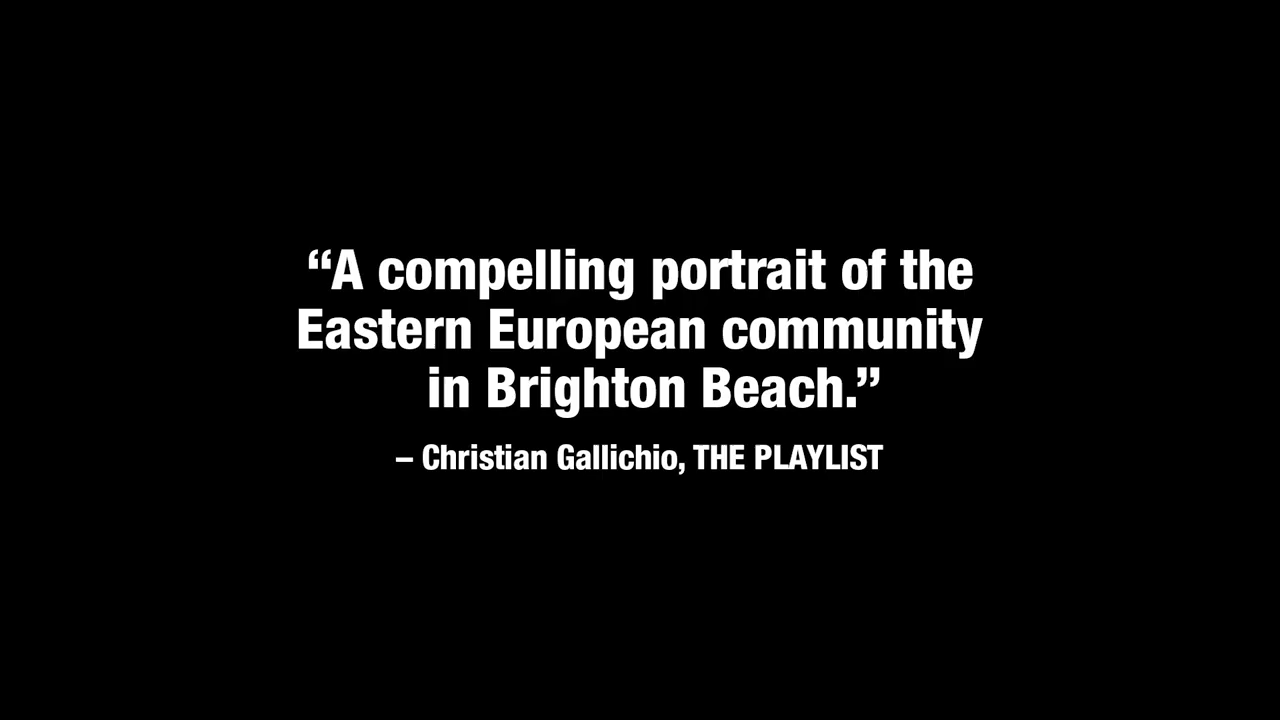 “A compelling portrait of the
Eastern European community
in Brighton Beach.”
– Christian Gallichio, THE PLAYLIST